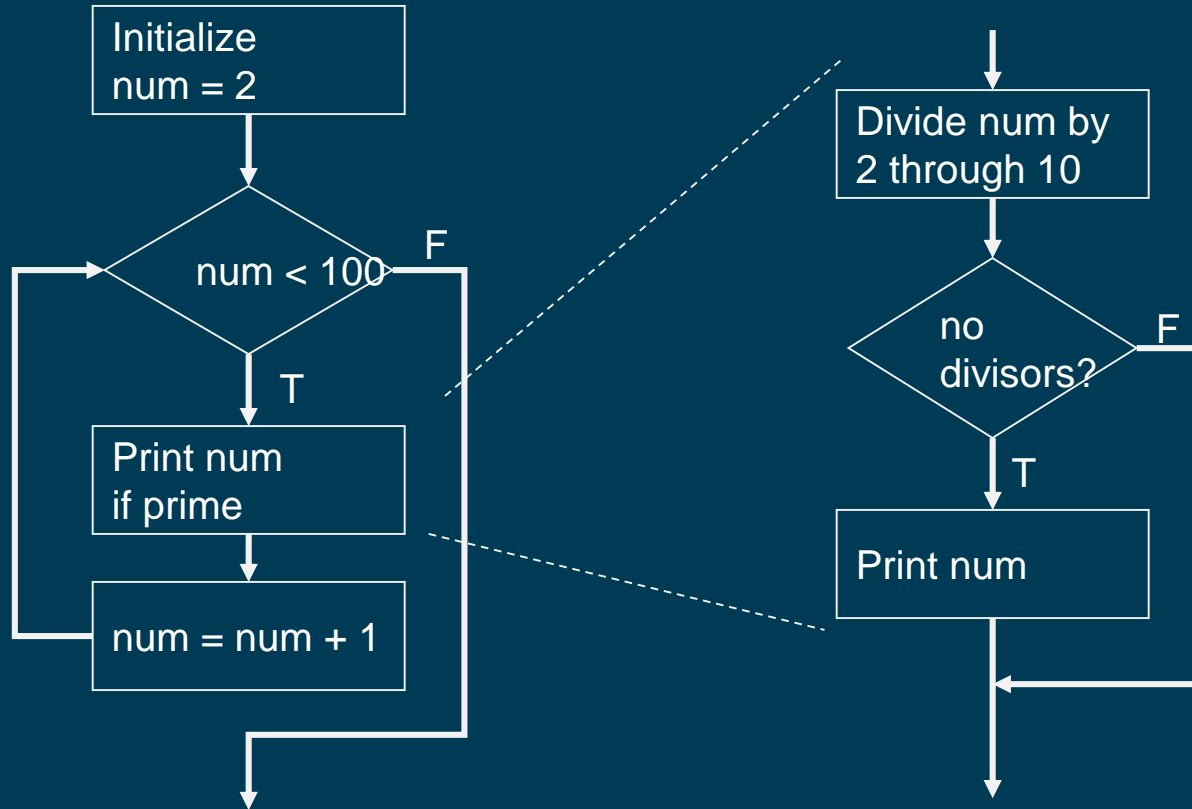 Initialize
num = 2
num < 100
F
T
Print num
if prime
num = num + 1
Divide num by
2 through 10
no
divisors?
F
T
Print num